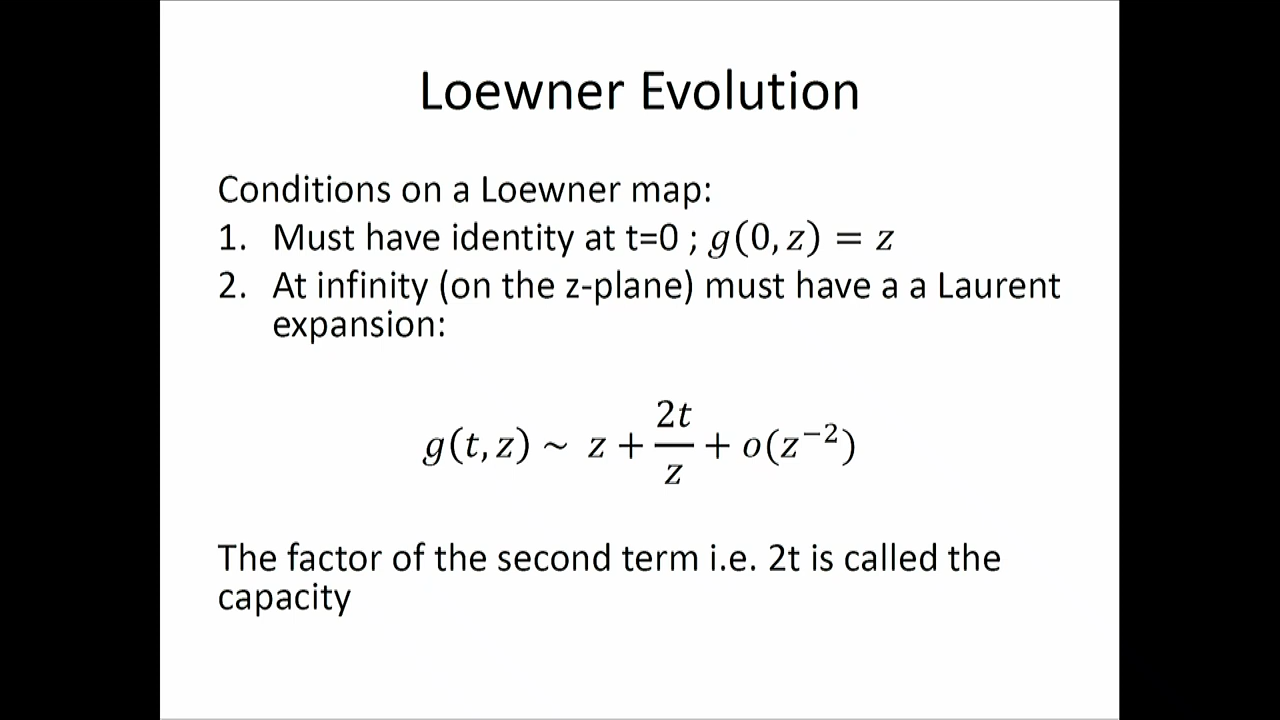 Loewner Evolution
Conditions on a Loewner map:
1. Must have identity at t=0 ; g(0, z) = z
2. At infinity (on the z-plane) must have a a Laurent
expansion:
g(t, z) ~ z + 2t/z + o(z⁻²)
The factor of the second term i.e. 2t is called the
capacity